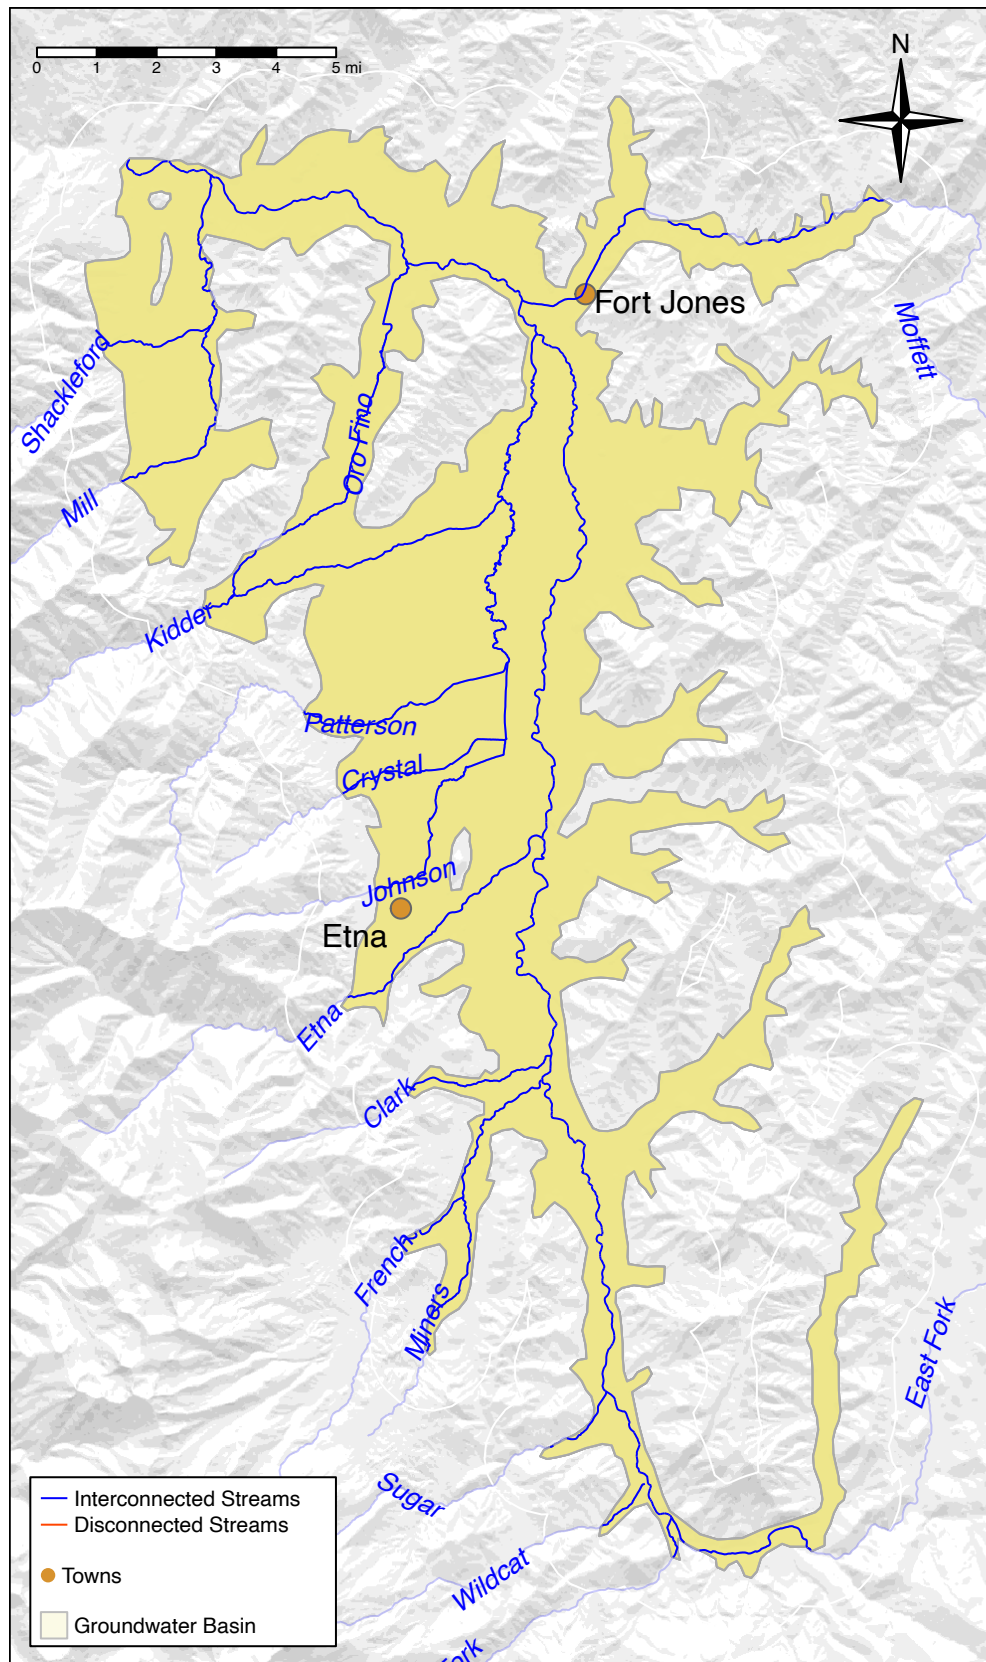 N
0 1 2 3 4 5 mi
Fort Jones
Moffett
Shackleford
Oro Fino
Mill
Kidder
Patterson
Crystal
Johnson
Etna
Etna
Clark
French
Miners
East Fork
Sugar
Wildcat
Interconnected Streams
Disconnected Streams
Towns
Groundwater Basin